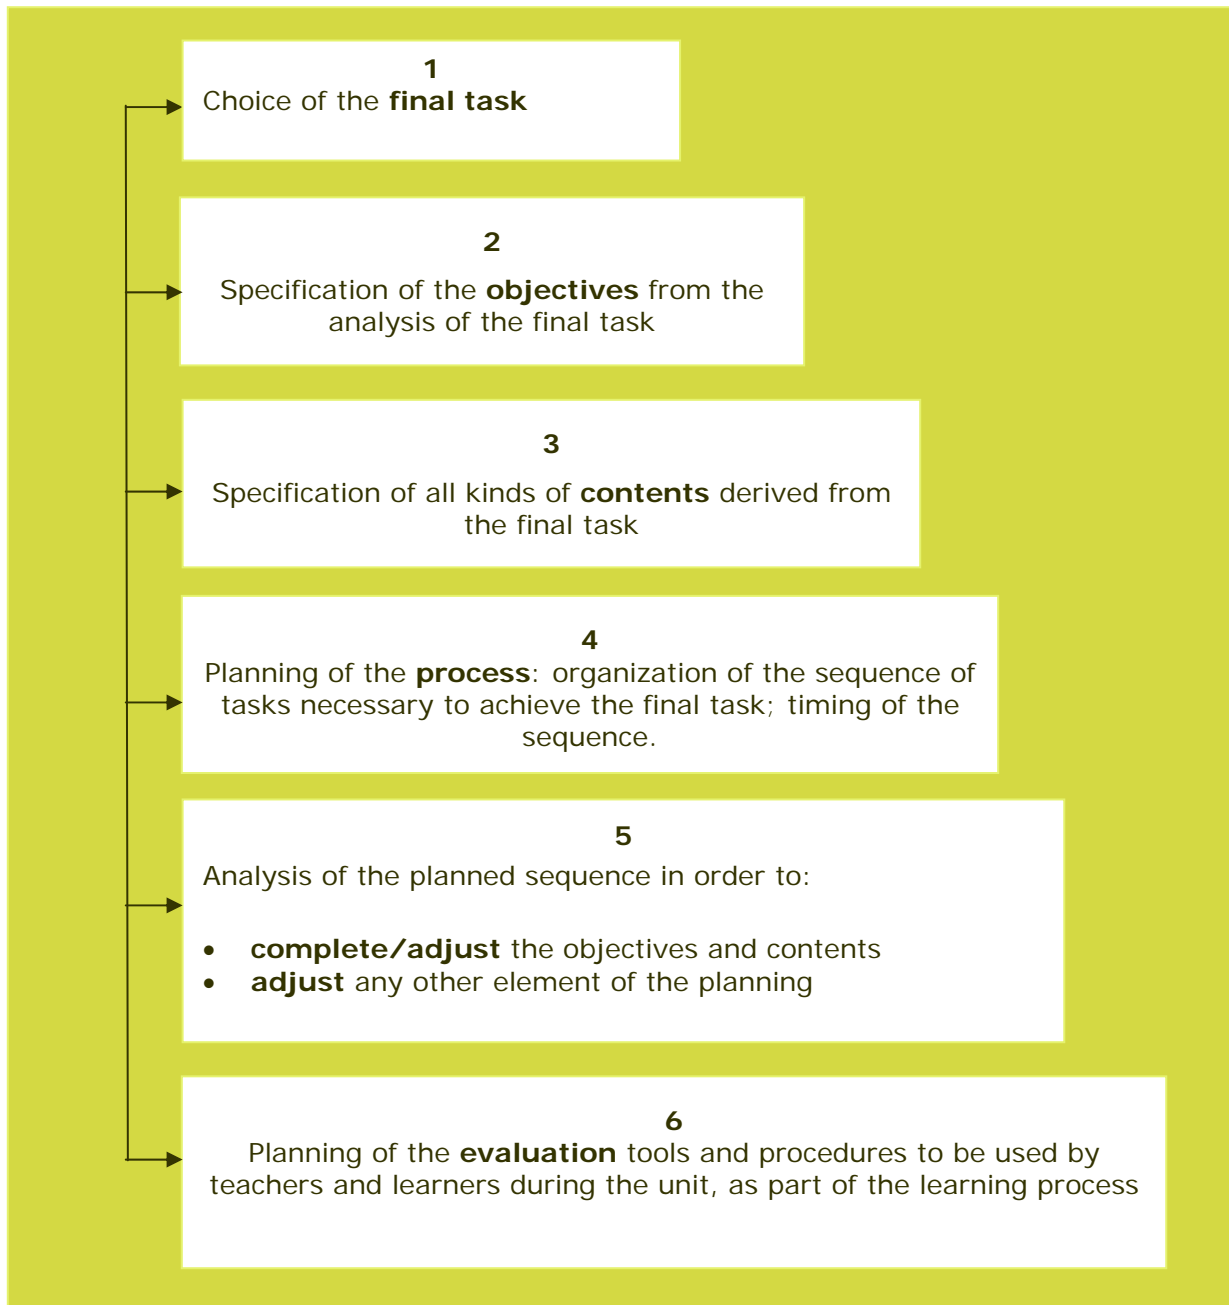 1
Choice of the final task
2
Specification of the objectives from the
analysis of the final task
3
Specification of all kinds of contents derived from
the final task
4
Planning of the process: organization of the sequence of
tasks necessary to achieve the final task; timing of the
sequence.
5
Analysis of the planned sequence in order to:
• complete/adjust the objectives and contents
• adjust any other element of the planning
6
Planning of the evaluation tools and procedures to be used by
teachers and learners during the unit, as part of the learning process